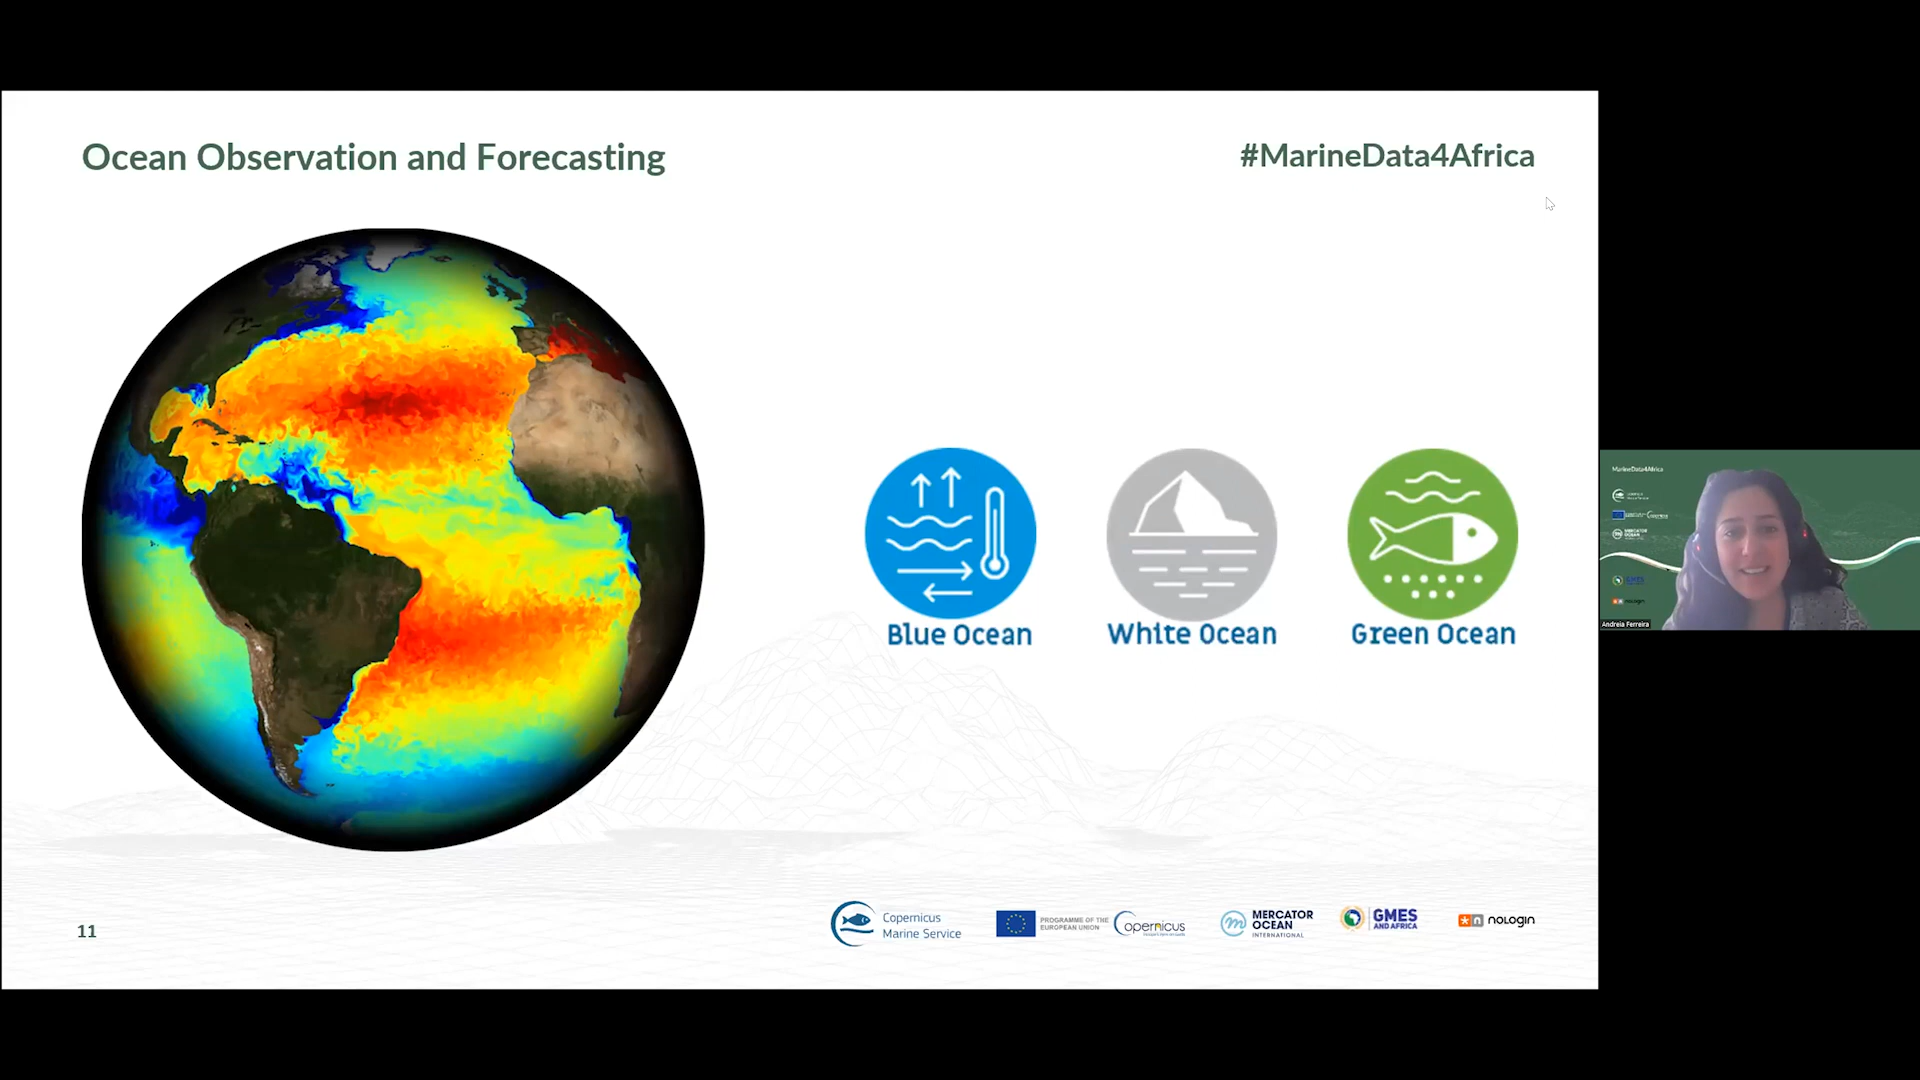 Ocean Observation and Forecasting
#MarineData4Africa
Blue Ocean
White Ocean
Green Ocean
MarineData4Africa
Andreia Ferreira
11
Copernicus
Marine Service
PROGRAMME OF THE
EUROPEAN UNION
opernicus
MERCATOR
OCEAN
INTERNATIONAL
GMES
AND AFRICA
nologin